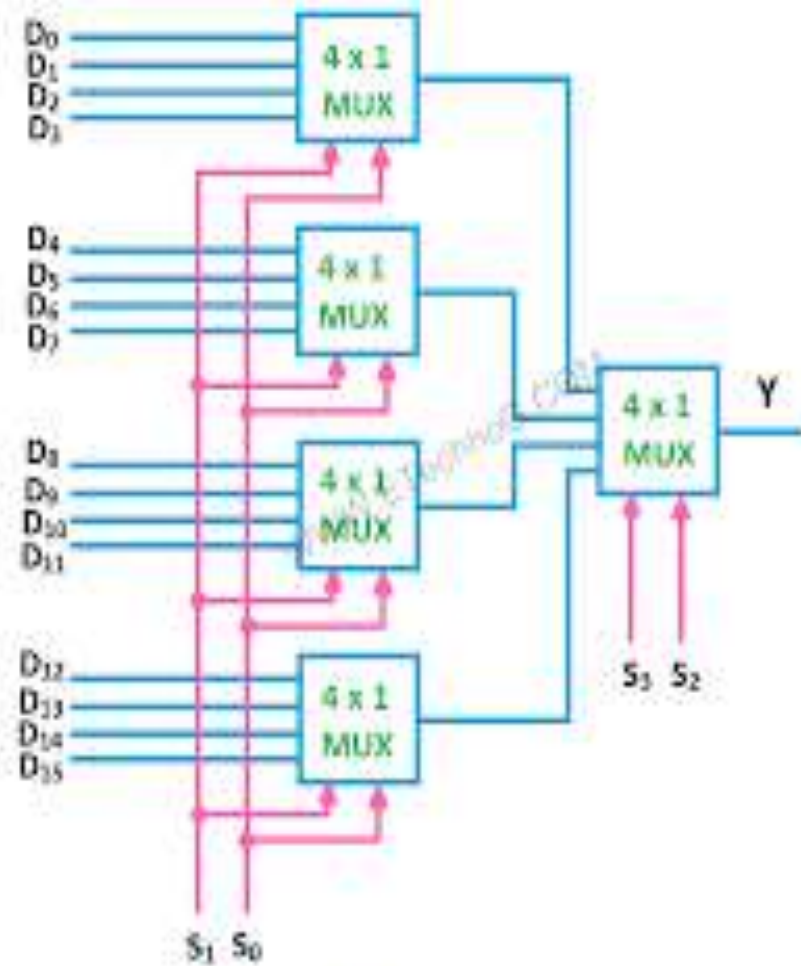 D₀
D₁
D₂
D₃
4 x 1
MUX
D₄
D₅
D₆
D₇
4 x 1
MUX
4 x 1
MUX
Y
D₈
D₉
D₁₀
D₁₁
4 x 1
MUX
S₃ S₂
D₁₂
D₁₃
D₁₄
D₁₅
4 x 1
MUX
S₁ S₀